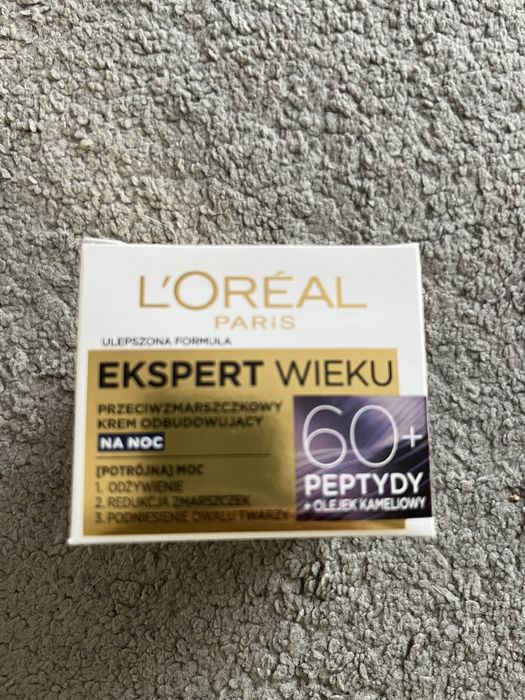 L'ORÉAL
PARIS
ULEPSZONA FORMUŁA
EKSPERT WIEKU
PRZECIWZMARSZCZKOWY
KREM ODBUDOWUJĄCY
NA NOC
[POTRÓJNA] MOC
1. ODŻYWIENIE
2. REDUKCJA ZMARSZCZEK
3. PODNIESIENIE OWALU TWARZY
60+
PEPTYDY
+ OLEJEK KAMELIOWY